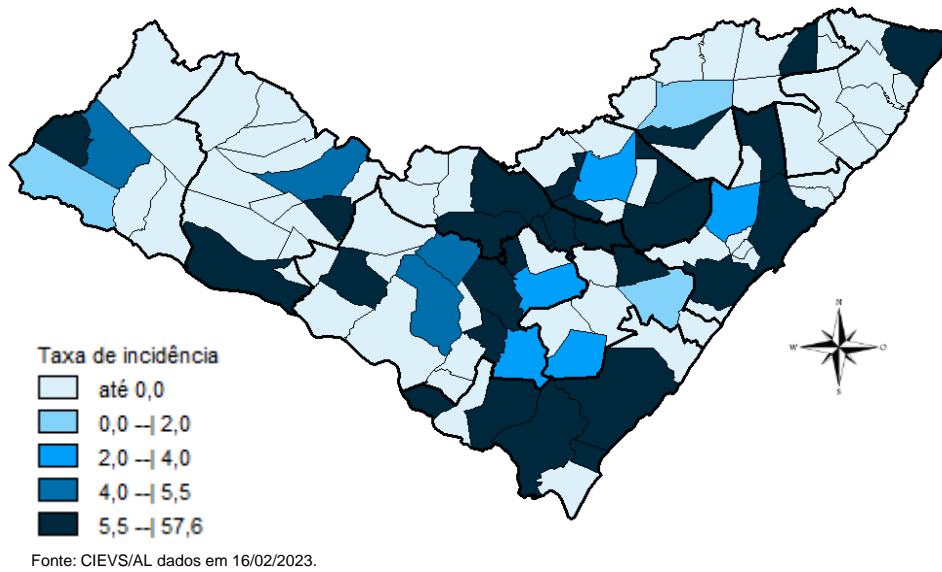 N
W
O
S
Taxa de incidência
até 0,0
0,0 --| 2,0
2,0 --| 4,0
4,0 --| 5,5
5,5 --| 57,6
Fonte: CIEVS/AL dados em 16/02/2023.